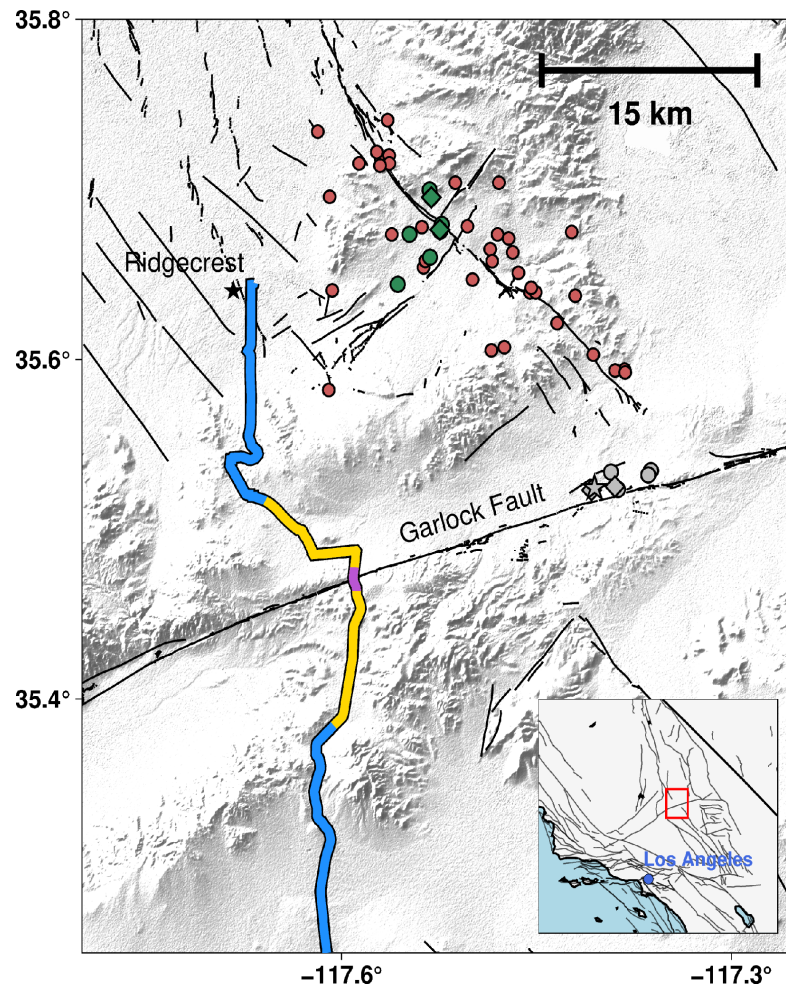 35.8°
15 km
Ridgecrest
35.6°
Garlock Fault
35.4°
Los Angeles
−117.6°
−117.3°